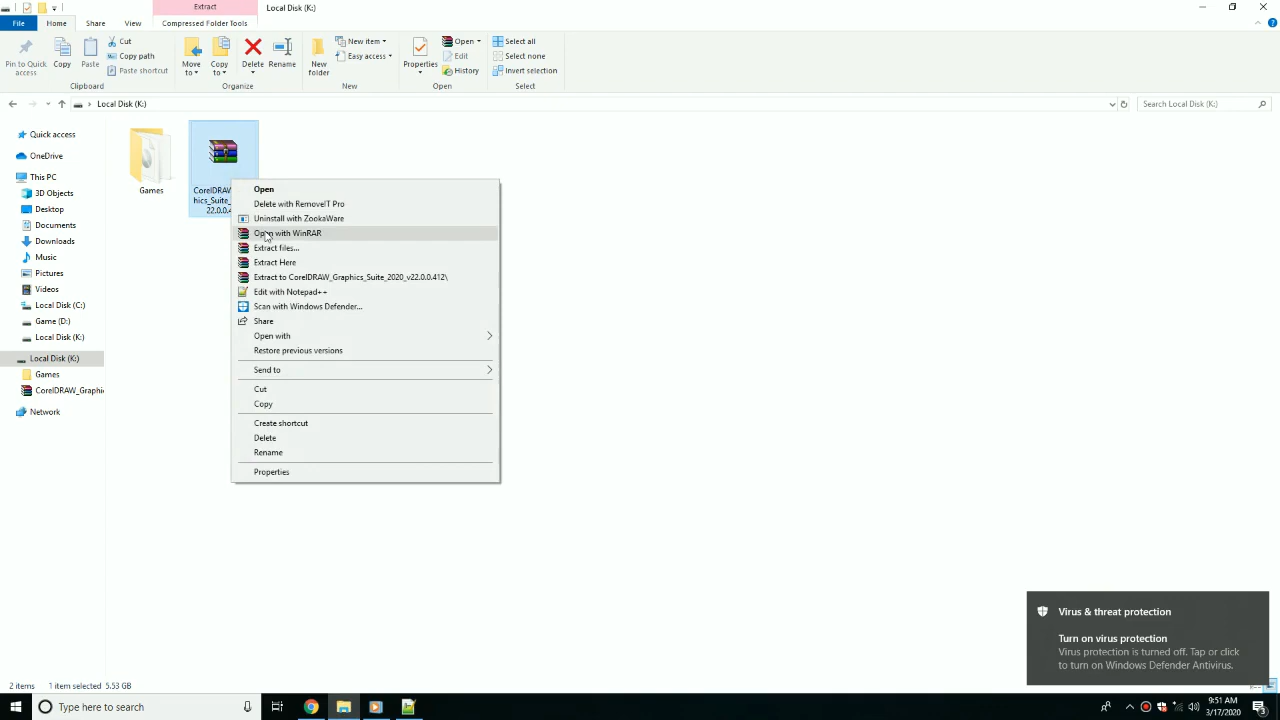 Extract
Local Disk (K:)
File
Home
Share
View
Compressed Folder Tools
Pin to Quick access
Copy
Paste
Cut
Copy path
Paste shortcut
Clipboard
Move to
Copy to
Delete
Rename
Organize
New folder
New item
Easy access
New
Properties
Open
Edit
History
Open
Select all
Select none
Invert selection
Select
Local Disk (K:)
Search Local Disk (K:)
Quick access
OneDrive
This PC
3D Objects
Desktop
Documents
Downloads
Music
Pictures
Videos
Local Disk (C:)
Game (D:)
Local Disk (K:)
Local Disk (K:)
Games
CorelDRAW_Graphi
Network
Games
CorelDRAW
hics_Suite_
22.0.0.4
Open
Delete with RemoveIT Pro
Uninstall with ZookaWare
Open with WinRAR
Extract files...
Extract Here
Extract to CorelDRAW_Graphics_Suite_2020_v22.0.0.412\
Edit with Notepad++
Scan with Windows Defender...
Share
Open with
Restore previous versions
Send to
Cut
Copy
Create shortcut
Delete
Rename
Properties
Virus & threat protection
Turn on virus protection
Virus protection is turned off. Tap or click
to turn on Windows Defender Antivirus.
2 items 1 item selected 5.53 GB
Type here to search
9:51 AM
3/17/2020
3